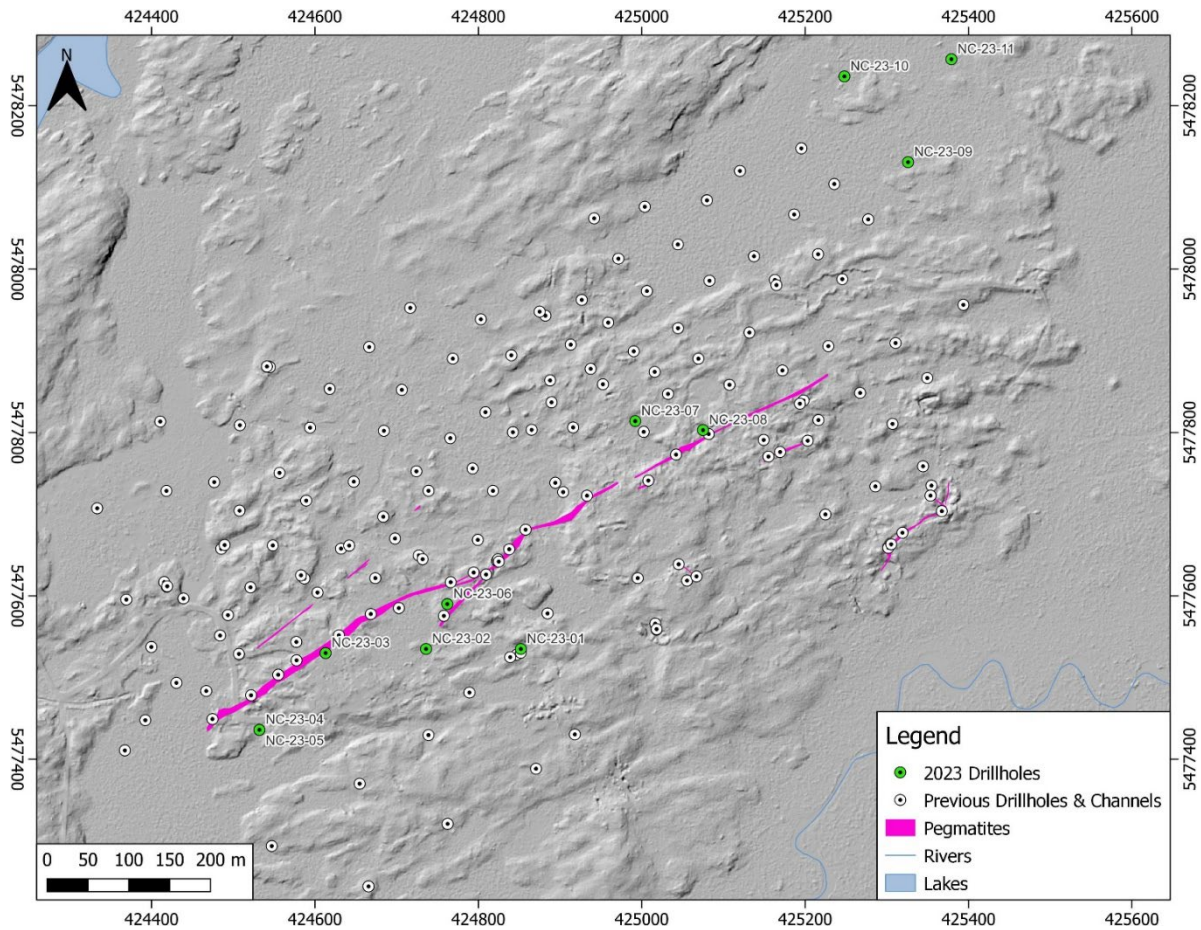 424400 424600 424800 425000 425200 425400 425600
N
NC-23-11
NC-23-10
5478200 5478200
NC-23-09
5478000 5478000
NC-23-07
NC-23-08
5477800 5477800
5477600 5477600
NC-23-06
NC-23-03 NC-23-02 NC-23-01
NC-23-04
NC-23-05
5477400 5477400
Legend
2023 Drillholes
Previous Drillholes & Channels
Pegmatites
Rivers
Lakes
0 50 100 150 200 m
424400 424600 424800 425000 425200 425400 425600